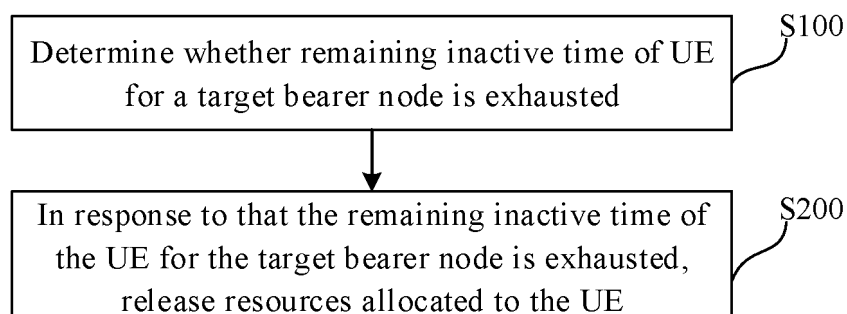 S100
Determine whether remaining inactive time of UE
for a target bearer node is exhausted
S200
In response to that the remaining inactive time of
the UE for the target bearer node is exhausted,
release resources allocated to the UE